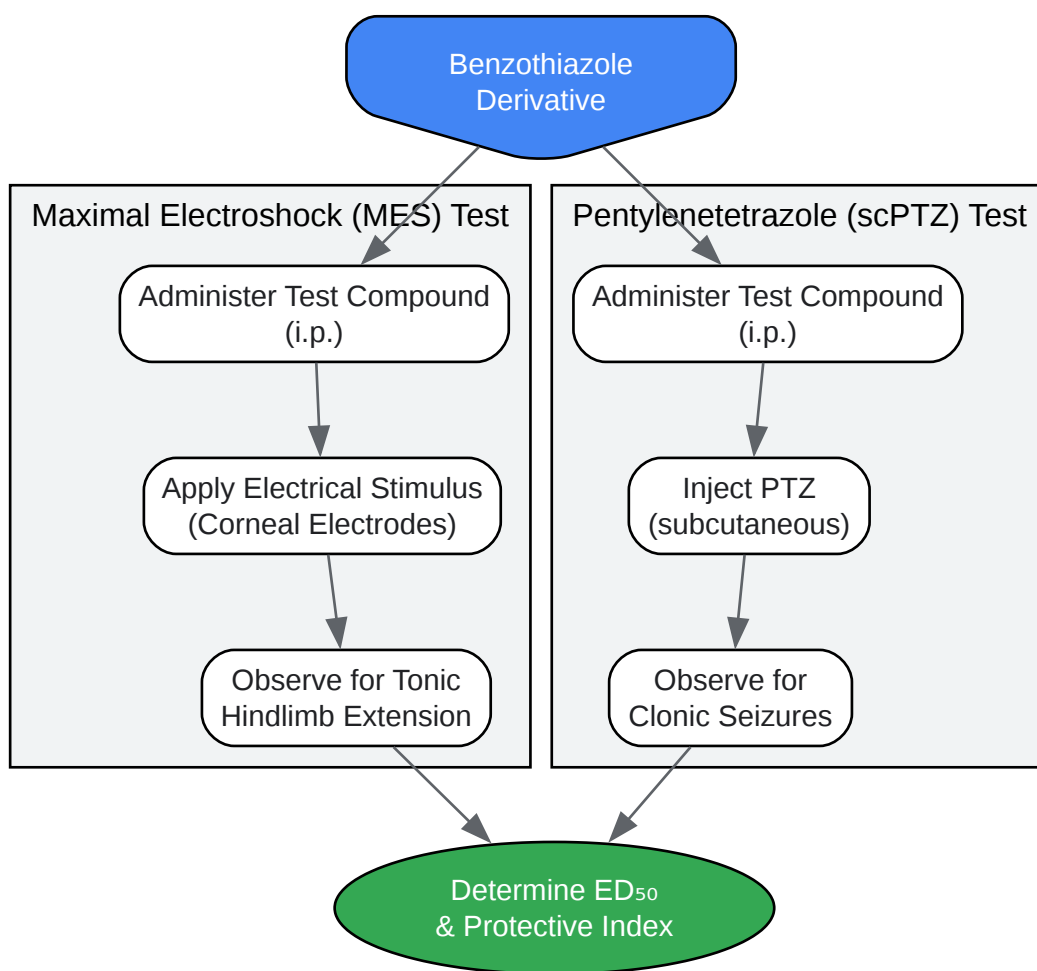 Benzothiazole
Derivative
Maximal Electroshock (MES) Test
Administer Test Compound
(i.p.)
Apply Electrical Stimulus
(Corneal Electrodes)
Observe for Tonic
Hindlimb Extension
Pentylenetetrazole (scPTZ) Test
Administer Test Compound
(i.p.)
Inject PTZ
(subcutaneous)
Observe for
Clonic Seizures
Determine ED₅₀
& Protective Index